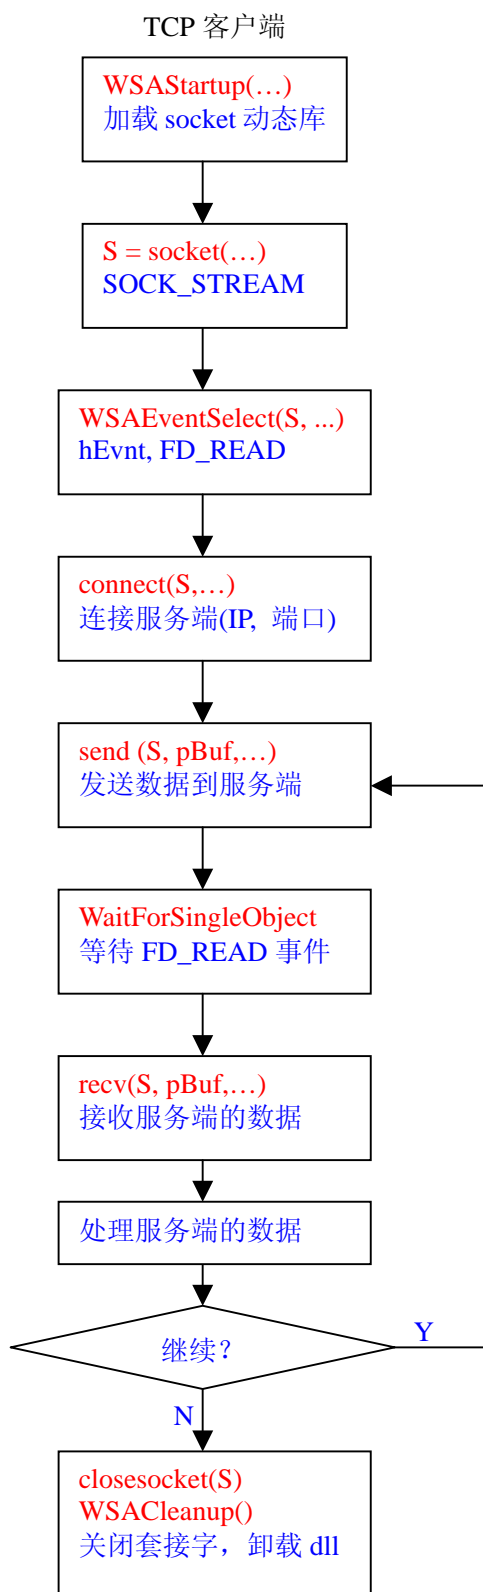 TCP 客户端
WSAStartup(…)
加载 socket 动态库
S = socket(…)
SOCK_STREAM
WSAEventSelect(S, ...)
hEvnt, FD_READ
connect(S,…)
连接服务端(IP, 端口)
send (S, pBuf,…)
发送数据到服务端
WaitForSingleObject
等待 FD_READ 事件
recv(S, pBuf,…)
接收服务端的数据
处理服务端的数据
继续?
Y
N
closesocket(S)
WSACleanup()
关闭套接字，卸载 dll